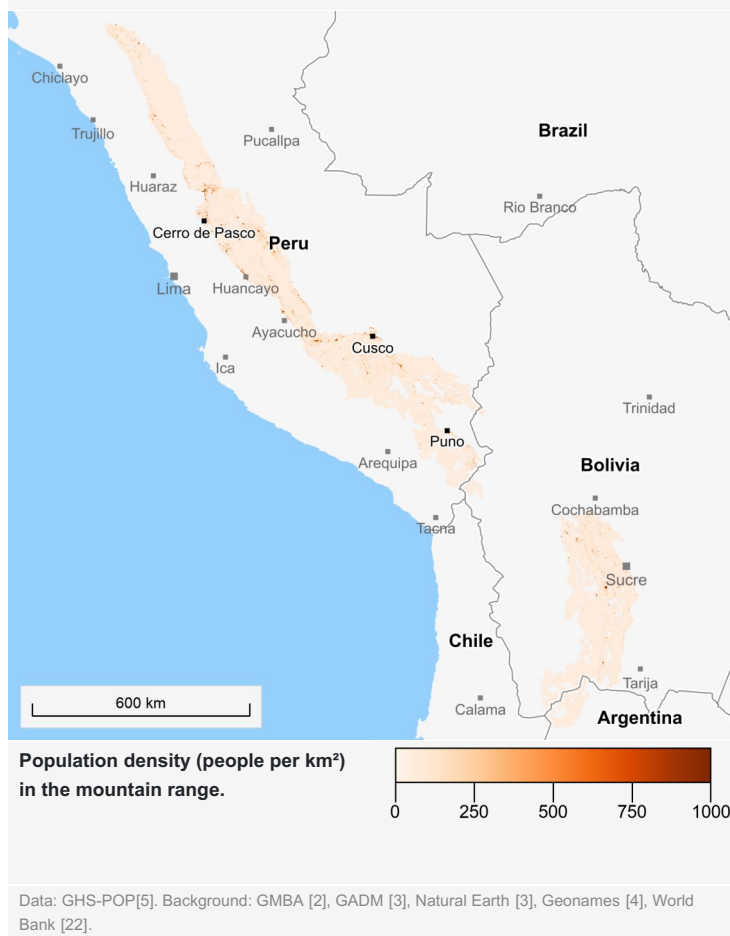 Chiclayo
Trujillo
Pucallpa
Brazil
Huaraz
Rio Branco
Cerro de Pasco
Peru
Lima
Huancayo
Ayacucho
Cusco
Ica
Trinidad
Puno
Arequipa
Bolivia
Cochabamba
Tacna
Sucre
Chile
Tarija
600 km
Calama
Argentina
Population density (people per km²)
in the mountain range.
0 250 500 750 1000
Data: GHS-POP[5]. Background: GMBA [2], GADM [3], Natural Earth [3], Geonames [4], World
Bank [22].